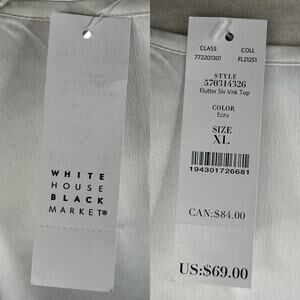 WHITE
HOUSE
BLACK
MARKET®
CLASS COLL
772201301 FL21251
STYLE
570314326
Flutter Slv Vnk Top
COLOR
Ecru
SIZE
XL
194301726681
CAN:$84.00
US:$69.00